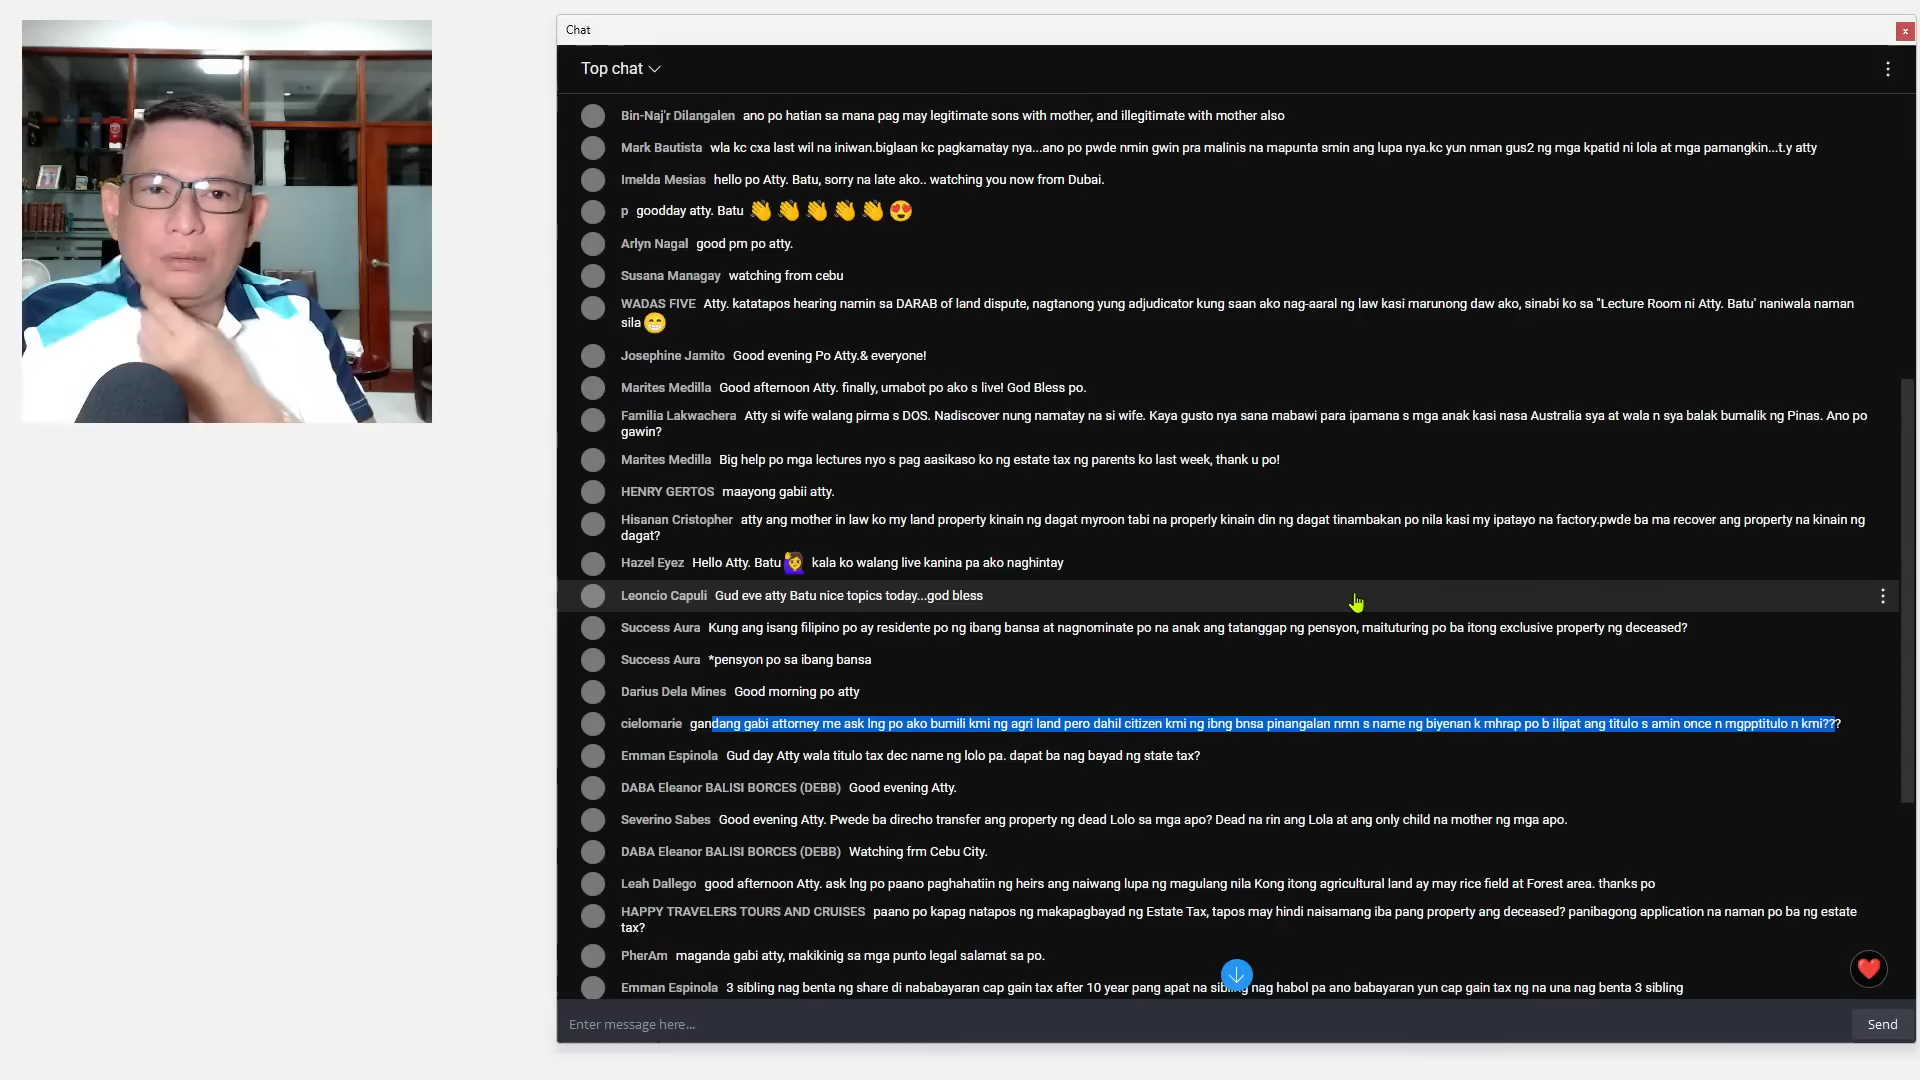 Chat
x
Top chat
Bin-Naj'r Dilangalen ano po hatian sa mana pag may legitimate sons with mother, and illegitimate with mother also
Mark Bautista wla kc cxa last wil na iniwan.biglaan kc pagkamatay nya...ano po pwde nmin gwin pra malinis na mapunta smin ang lupa nya.kc yun nman gus2 ng mga kpatid ni lola at mga pamangkin...t.y atty
Imelda Mesias hello po Atty. Batu, sorry na late ako.. watching you now from Dubai.
p goodday atty. Batu 👋👋👋👋👋😍
Arlyn Nagal good pm po atty.
Susana Managay watching from cebu
WADAS FIVE Atty. katatapos hearing namin sa DARAB of land dispute, nagtanong yung adjudicator kung saan ako nag-aaral ng law kasi marunong daw ako, sinabi ko sa "Lecture Room ni Atty. Batu' naniwala naman
sila 😁
Josephine Jamito Good evening Po Atty.& everyone!
Marites Medilla Good afternoon Atty. finally, umabot po ako s live! God Bless po.
Familia Lakwachera Atty si wife walang pirma s DOS. Nadiscover nung namatay na si wife. Kaya gusto nya sana mabawi para ipamana s mga anak kasi nasa Australia sya at wala n sya balak bumalik ng Pinas. Ano po
gawin?
Marites Medilla Big help po mga lectures nyo s pag aasikaso ko ng estate tax ng parents ko last week, thank u po!
HENRY GERTOS maayong gabii atty.
Hisanan Cristopher atty ang mother in law ko my land property kinain ng dagat myroon tabi na properly kinain din ng dagat tinambakan po nila kasi my ipatayo na factory.pwde ba ma recover ang property na kinain ng
dagat?
Hazel Eyez Hello Atty. Batu 🙋‍♀️ kala ko walang live kanina pa ako naghintay
Leoncio Capuli Gud eve atty Batu nice topics today...god bless
Success Aura Kung ang isang filipino po ay residente po ng ibang bansa at nagnominate po na anak ang tatanggap ng pensyon, maituturing po ba itong exclusive property ng deceased?
Success Aura *pensyon po sa ibang bansa
Darius Dela Mines Good morning po atty
cielomarie gandang gabi attorney me ask lng po ako bumili kmi ng agri land pero dahil citizen kmi ng ibng bnsa pinangalan nmn s name ng biyenan k mhrap po b ilipat ang titulo s amin once n mgpptitulo n kmi???
Emman Espinola Gud day Atty wala titulo tax dec name ng lolo pa. dapat ba nag bayad ng state tax?
DABA Eleanor BALISI BORCES (DEBB) Good evening Atty.
Severino Sabes Good evening Atty. Pwede ba direcho transfer ang property ng dead Lolo sa mga apo? Dead na rin ang Lola at ang only child na mother ng mga apo.
DABA Eleanor BALISI BORCES (DEBB) Watching frm Cebu City.
Leah Dallego good afternoon Atty. ask lng po paano paghahatiin ng heirs ang naiwang lupa ng magulang nila Kong itong agricultural land ay may rice field at Forest area. thanks po
HAPPY TRAVELERS TOURS AND CRUISES paano po kapag natapos ng makapagbayad ng Estate Tax, tapos may hindi naisamang iba pang property ang deceased? panibagong application na naman po ba ng estate
tax?
PherAm maganda gabi atty, makikinig sa mga punto legal salamat sa po.
Emman Espinola 3 sibling nag benta ng share di nababayaran cap gain tax after 10 year pang apat na sibling nag habol pa ano babayaran yun cap gain tax ng na una nag benta 3 sibling
Enter message here...
Send